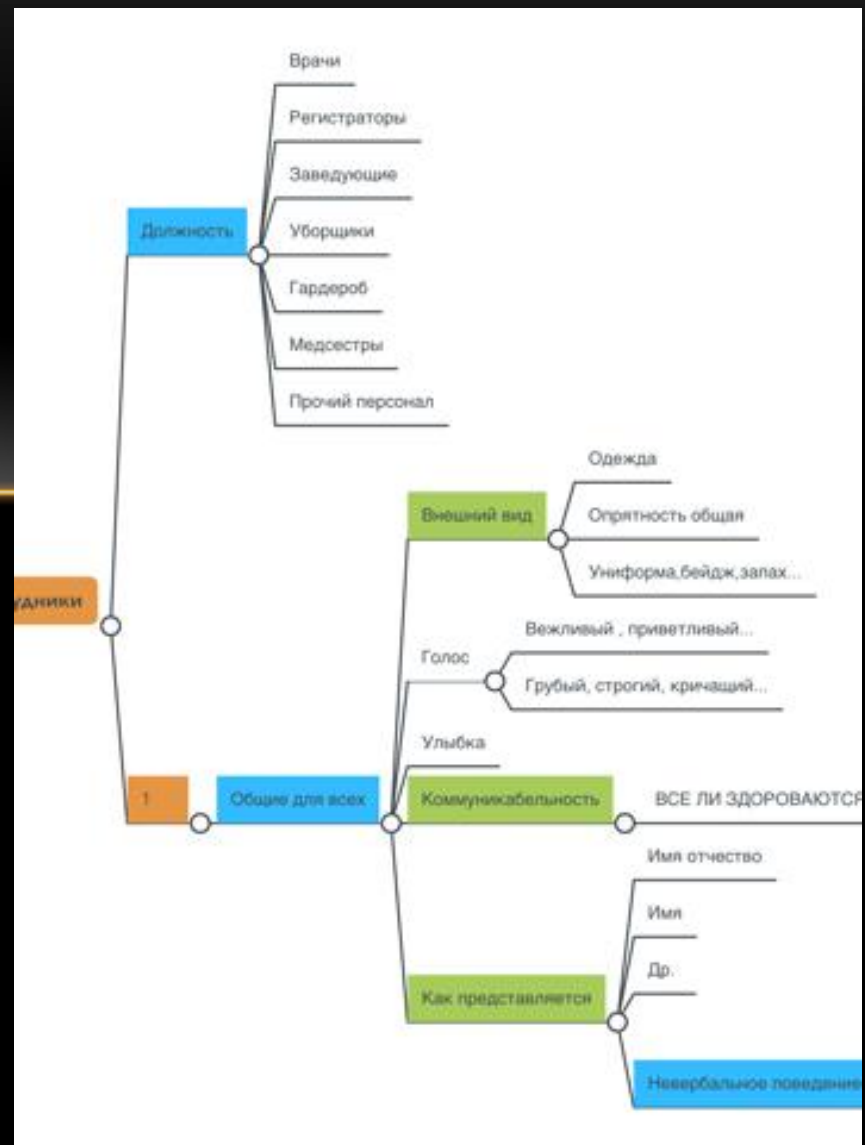 Врачи
Регистраторы
Заведующие
Должность
Уборщики
Гардероб
Медсестры
Прочий персонал
Одежда
Внешний вид
Опрятность общая
Униформа,бейдж,запах...
удники
Вежливый , приветливый...
Голос
Грубый, строгий, кричащий...
Улыбка
1
Общие для всех
Коммуникабельность
ВСЕ ЛИ ЗДОРОВАЮТСЯ
Имя отчество
Имя
Др.
Как представляется
Невербальное поведение